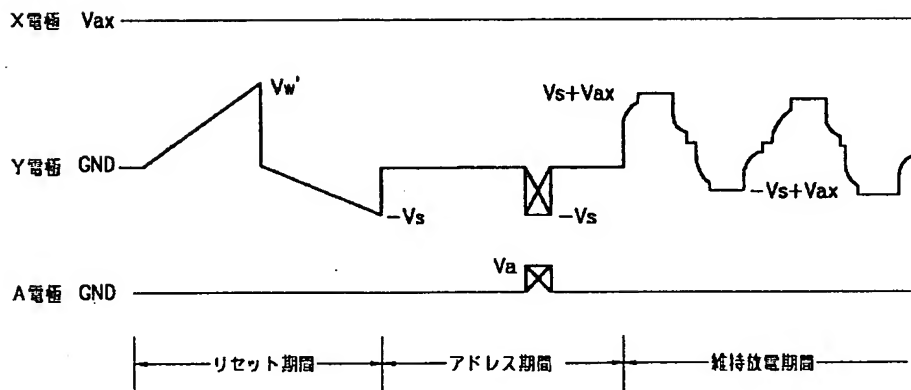 X電極 Vax
Vw'
Vs+Vax
Y電極 GND
-Vs
-Vs
-Vs+Vax
Va
A電極 GND
リセット期間
アドレス期間
維持放電期間